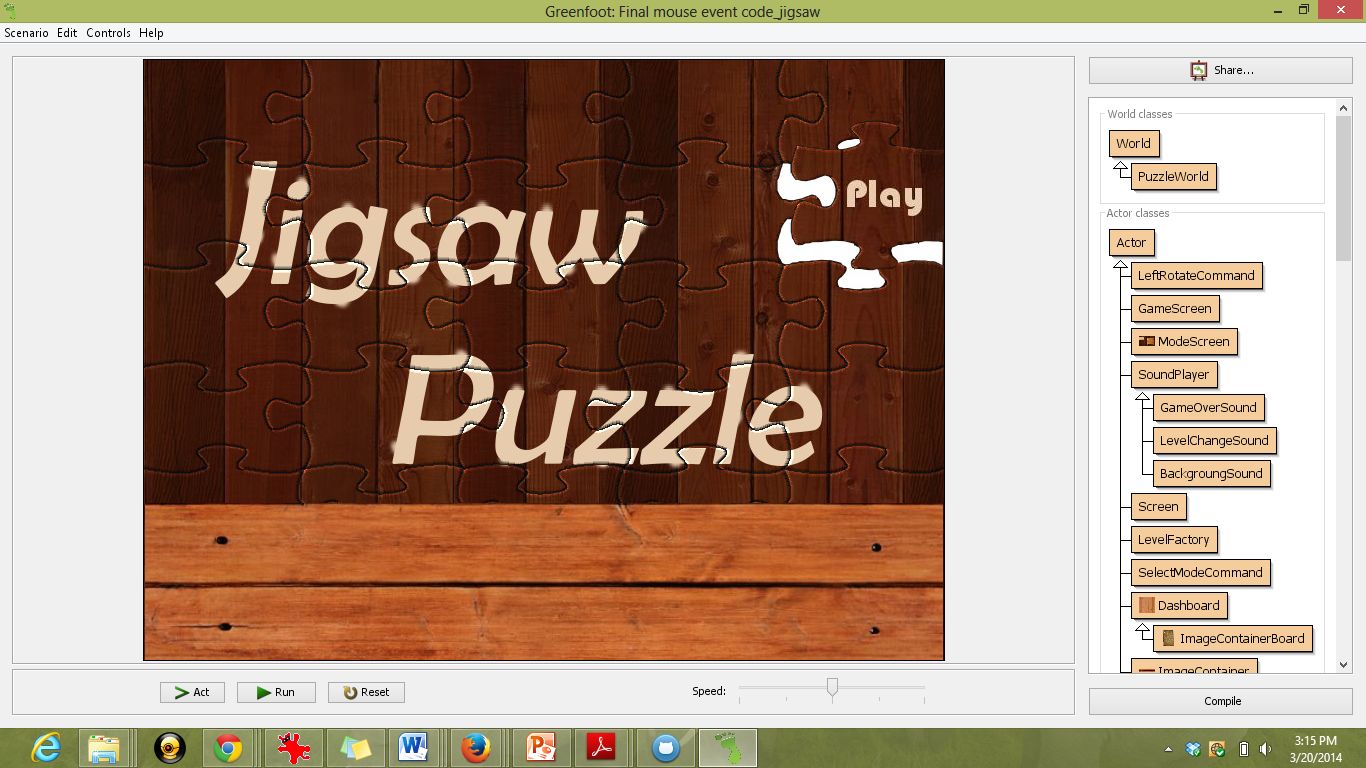 Greenfoot: Final mouse event code_jigsaw
Scenario Edit Controls Help
Share...
Jigsaw
Puzzle
Play
World classes
World
PuzzleWorld
Actor classes
Actor
LeftRotateCommand
GameScreen
ModeScreen
SoundPlayer
GameOverSound
LevelChangeSound
BackgroungSound
Screen
LevelFactory
SelectModeCommand
Dashboard
ImageContainerBoard
ImageContainer
Act Run Reset Speed:
Compile
3:15 PM
3/20/2014